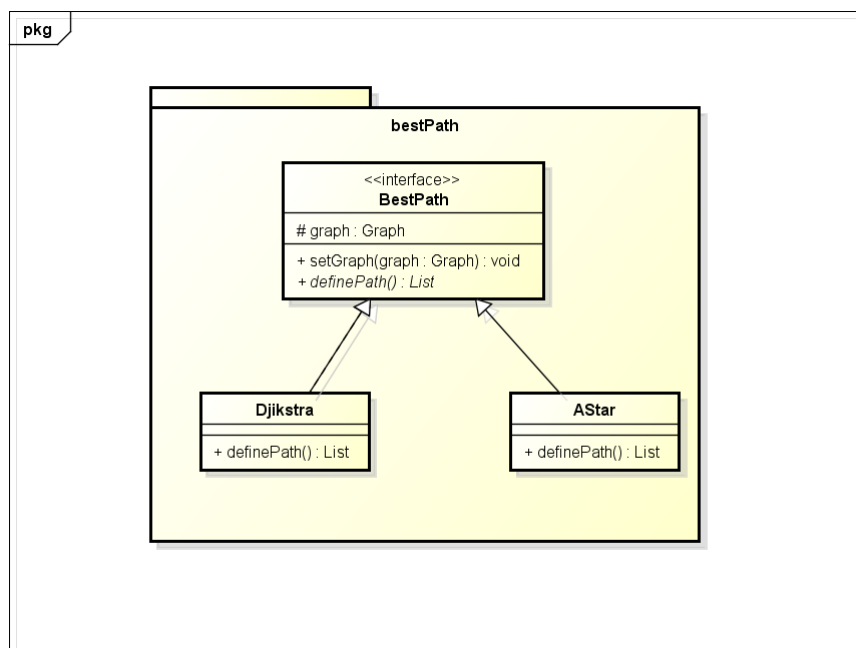 pkg
bestPath
<<interface>>
BestPath
# graph : Graph
+ setGraph(graph : Graph) : void
+ definePath() : List
Djikstra
+ definePath() : List
AStar
+ definePath() : List